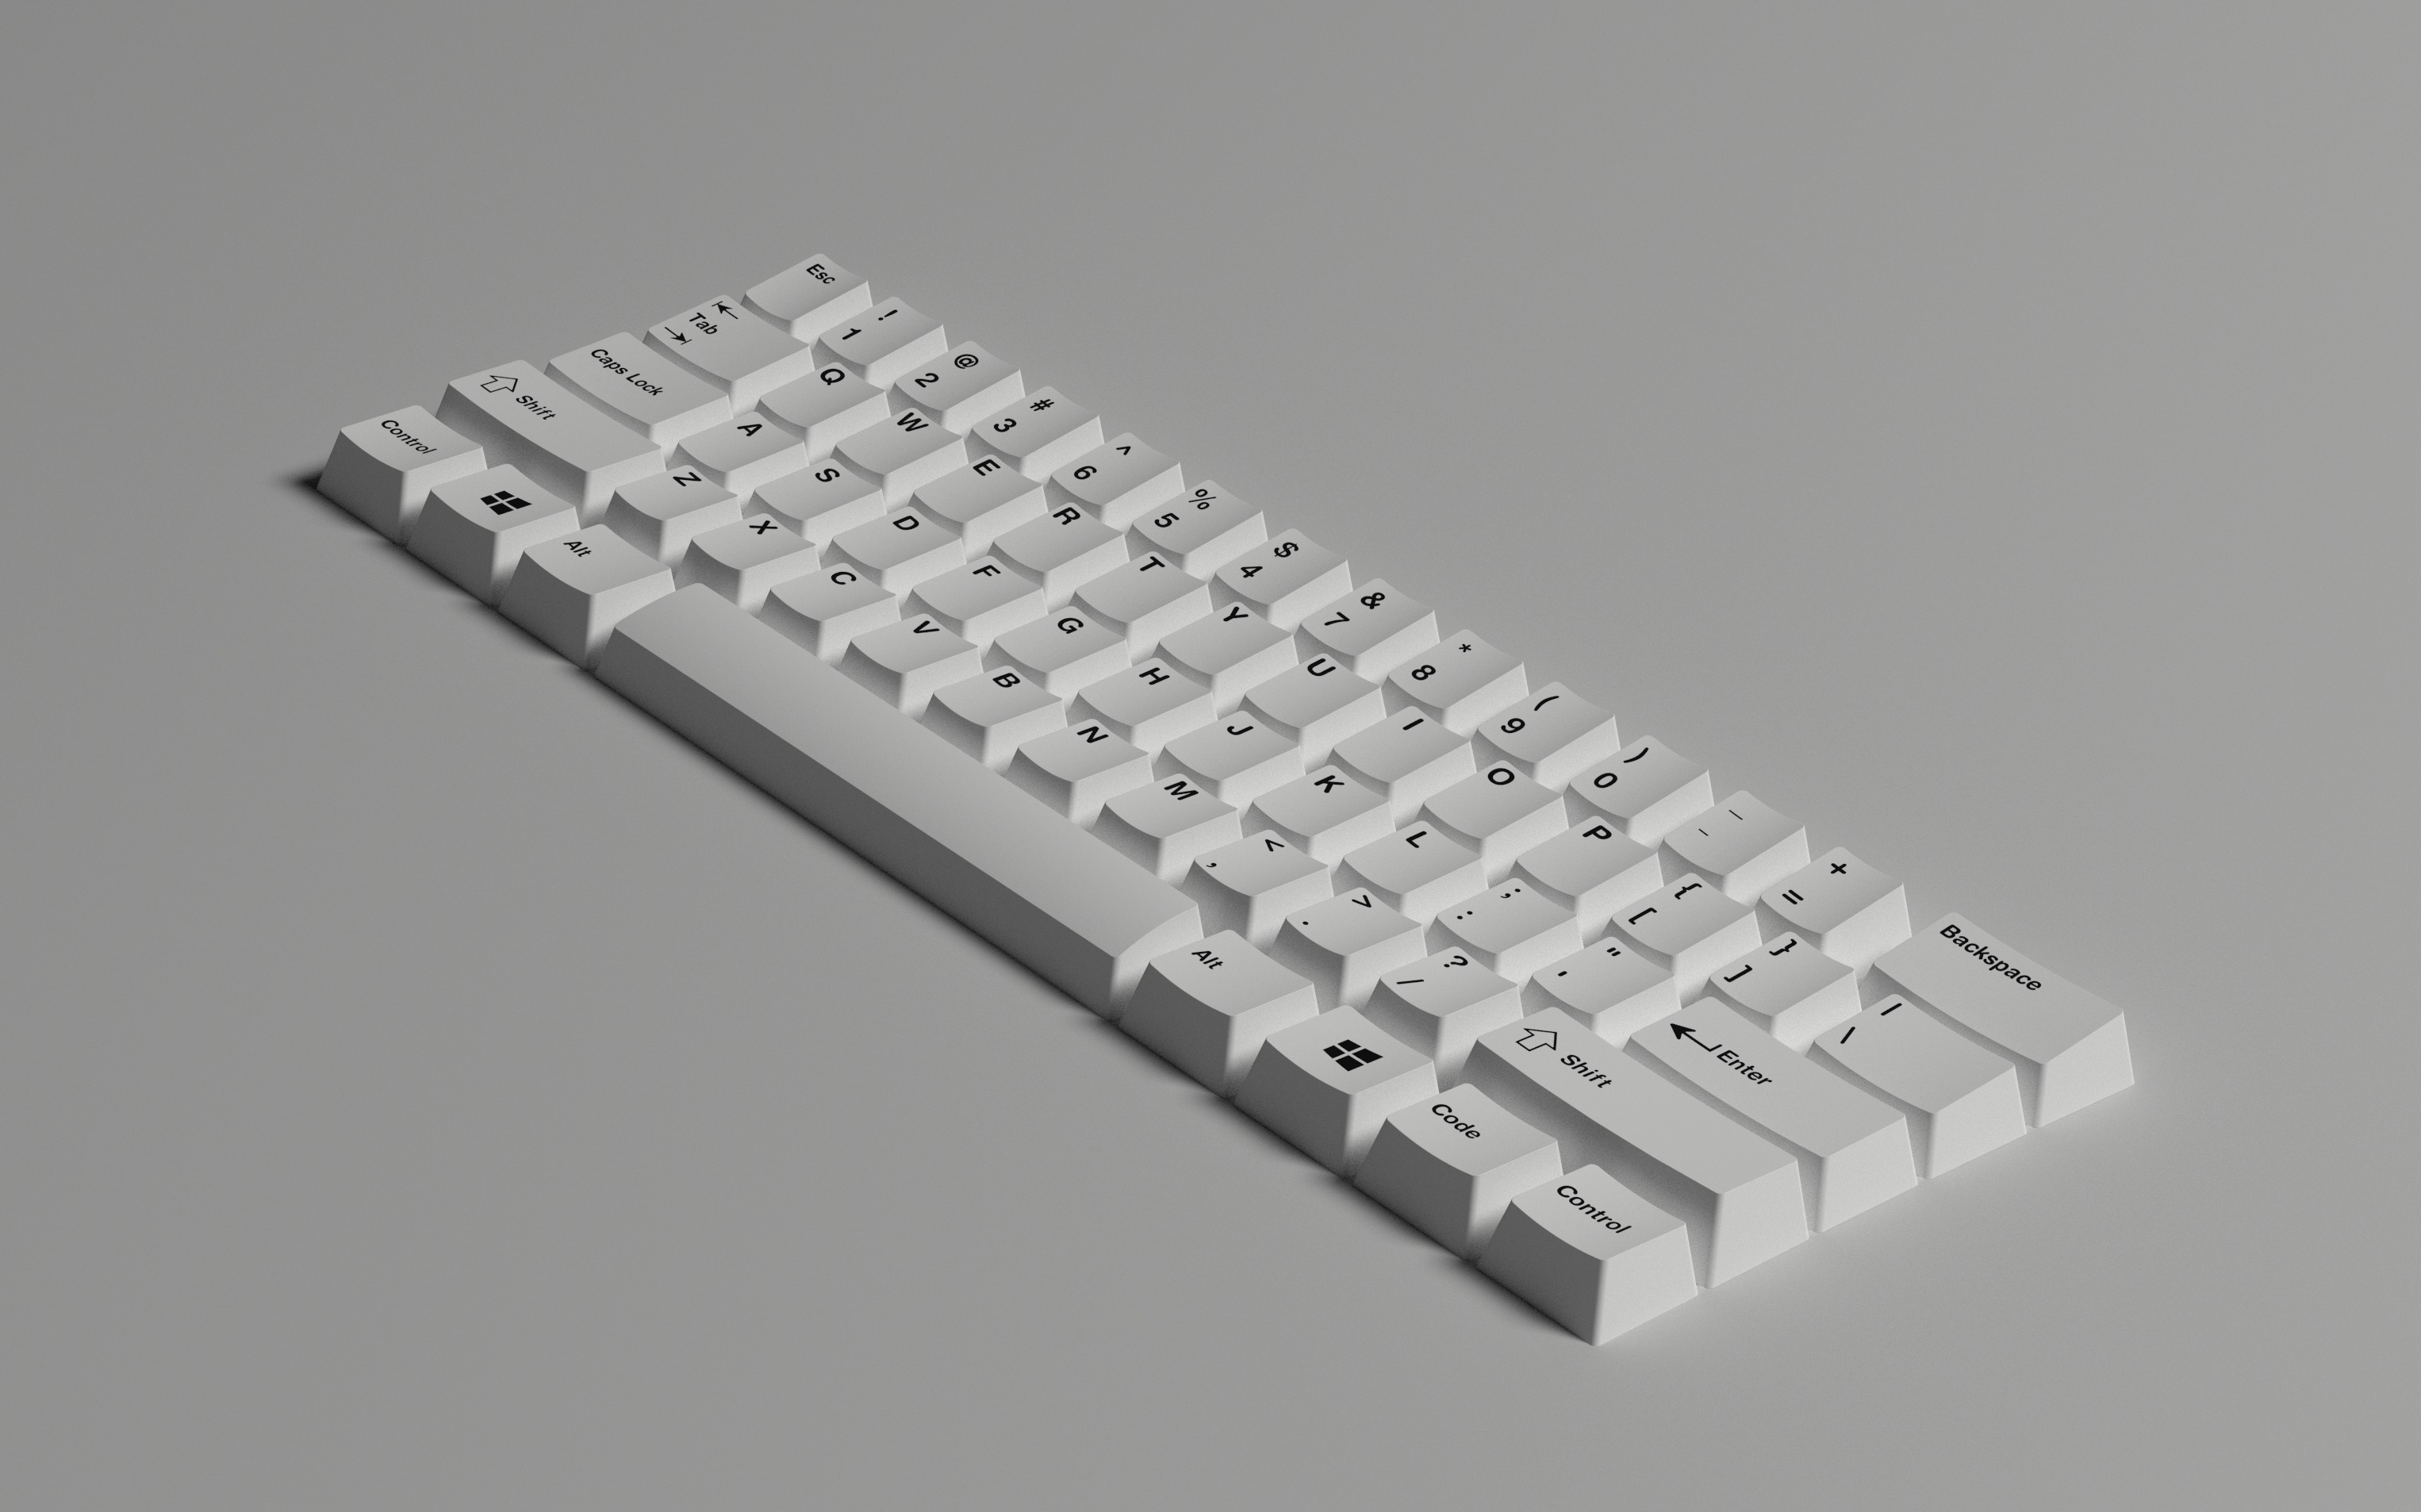 Esc ! 1 @ 2 # 3 ^ 6 % 5 $ 4 & 7 * 8 ( 9 ) 0 _ - + = Backspace
Tab Q W E R T Y U I O P { [ } ] | \
Caps Lock A S D F G H J K L ; : " ' Enter
Shift Z X C V B N M < , > . ? / Shift
Control Alt Alt Code Control